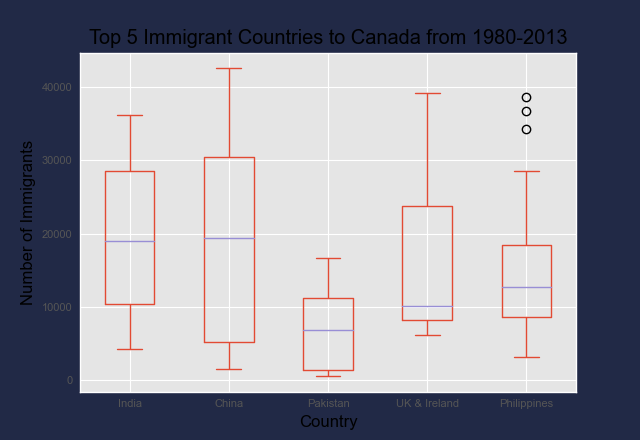 Top 5 Immigrant Countries to Canada from 1980-2013
Number of Immigrants
40000
30000
20000
10000
0
India China Pakistan UK & Ireland Philippines
Country